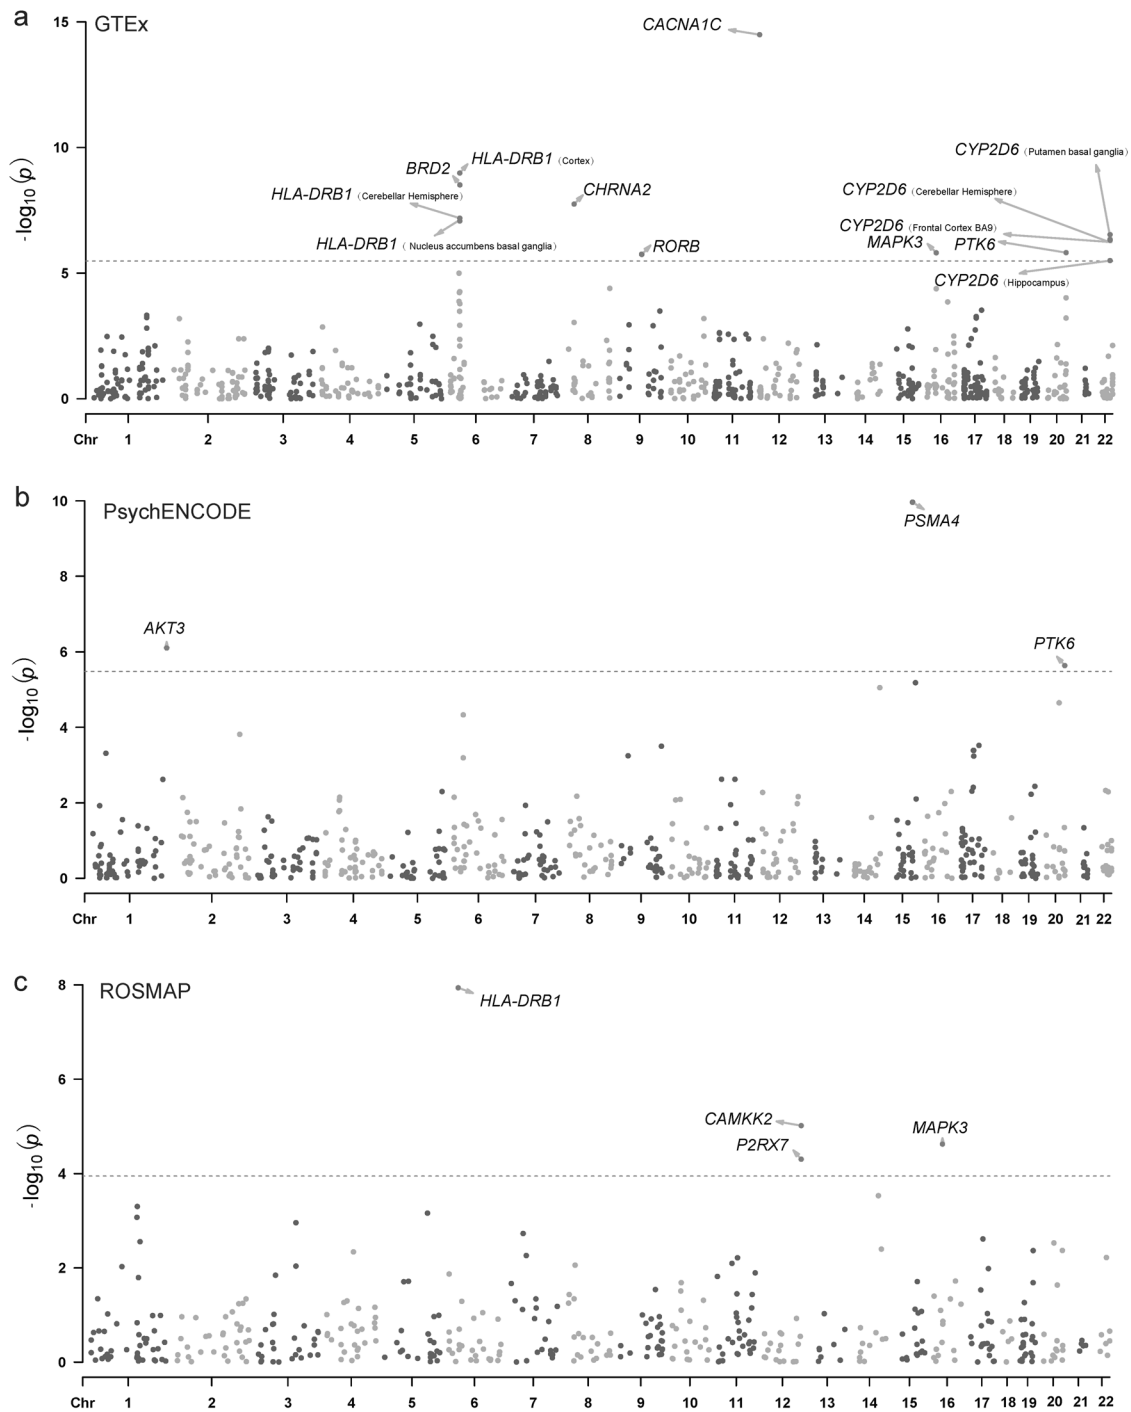 a
GTEx
15
CACNA1C
10
CYP2D6 (Putamen basal ganglia)
HLA-DRB1 (Cortex)
BRD2
CYP2D6 (Cerebellar Hemisphere)
HLA-DRB1 (Cerebellar Hemisphere)
CHRNA2
CYP2D6 (Frontal Cortex BA9)
HLA-DRB1 (Nucleus accumbens basal ganglia)
RORB
MAPK3
PTK6
5
CYP2D6 (Hippocampus)
0
-log10(p)
Chr 1 2 3 4 5 6 7 8 9 10 11 12 13 14 15 16 17 18 19 20 21 22
b
PsychENCODE
10
PSMA4
8
AKT3
6
PTK6
4
2
0
-log10(p)
Chr 1 2 3 4 5 6 7 8 9 10 11 12 13 14 15 16 17 18 19 20 21 22
c
ROSMAP
8
HLA-DRB1
6
CAMKK2
MAPK3
P2RX7
4
2
0
-log10(p)
Chr 1 2 3 4 5 6 7 8 9 10 11 12 13 14 15 16 17 18 19 20 21 22